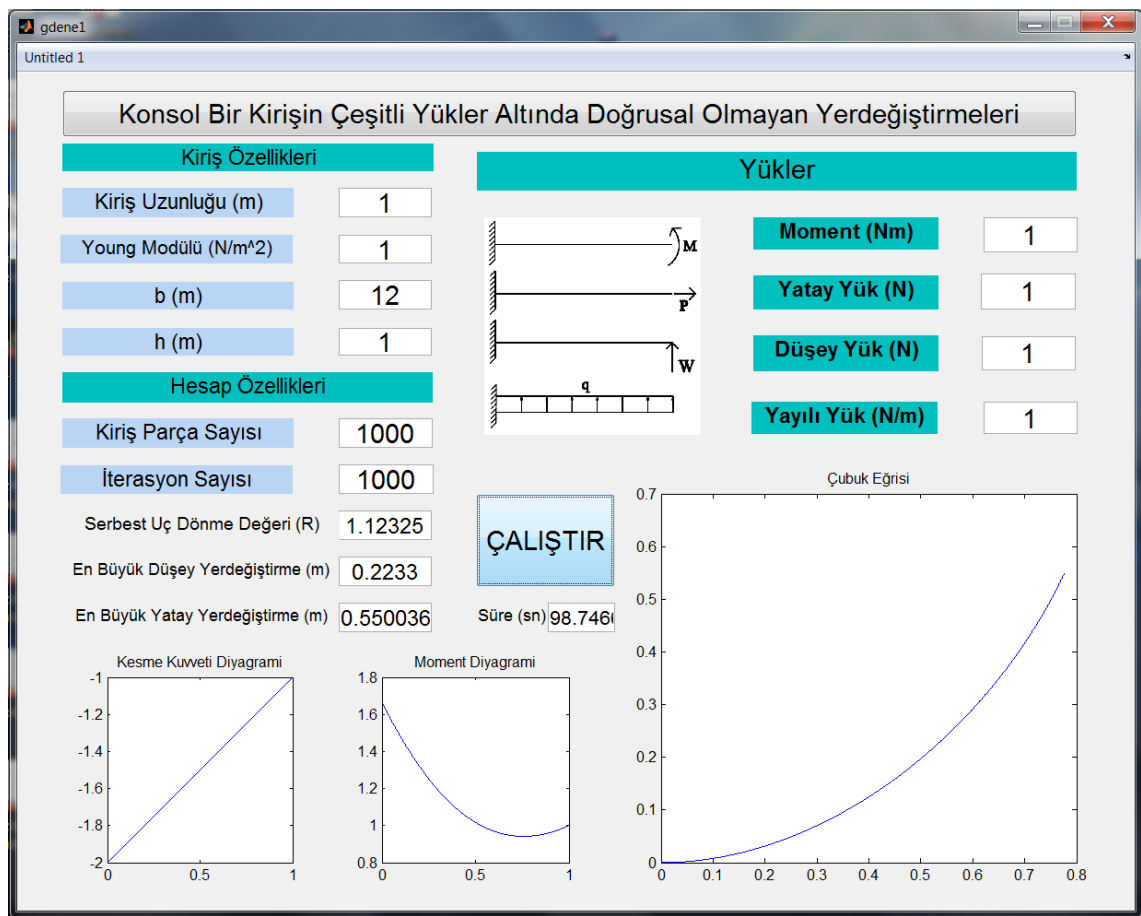 gdene1
Untitled 1
Konsol Bir Kirişin Çeşitli Yükler Altında Doğrusal Olmayan Yerdeğiştirmeleri
Kiriş Özellikleri
Kiriş Uzunluğu (m) 1
Young Modülü (N/m^2) 1
b (m) 12
h (m) 1
Hesap Özellikleri
Kiriş Parça Sayısı 1000
İterasyon Sayısı 1000
Serbest Uç Dönme Değeri (R) 1.12325
En Büyük Düşey Yerdeğiştirme (m) 0.2233
En Büyük Yatay Yerdeğiştirme (m) 0.550036
Yükler
M
P
W
q
Moment (Nm) 1
Yatay Yük (N) 1
Düşey Yük (N) 1
Yayılı Yük (N/m) 1
ÇALIŞTIR
Süre (sn) 98.746
Kesme Kuvveti Diyagrami
-1
-1.2
-1.4
-1.6
-1.8
-2
0 0.5 1
Moment Diyagrami
1.8
1.6
1.4
1.2
1
0.8
0 0.5 1
Çubuk Eğrisi
0.7
0.6
0.5
0.4
0.3
0.2
0.1
0
0 0.1 0.2 0.3 0.4 0.5 0.6 0.7 0.8